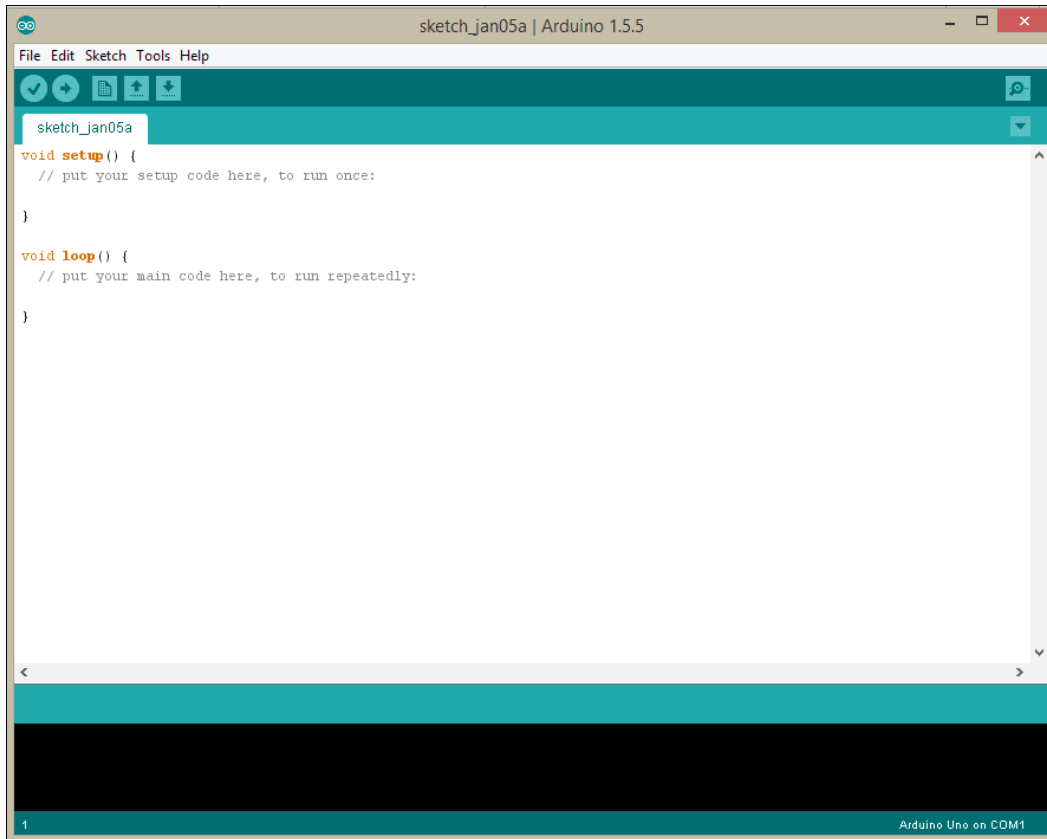 sketch_jan05a | Arduino 1.5.5
File Edit Sketch Tools Help
sketch_jan05a
void setup() {
  // put your setup code here, to run once:
}
void loop() {
  // put your main code here, to run repeatedly:
}
1 Arduino Uno on COM1